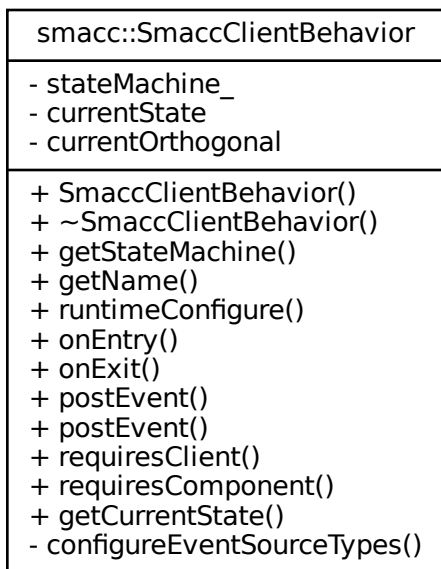 smacc::SmaccClientBehavior
- stateMachine_
- currentState
- currentOrthogonal
+ SmaccClientBehavior()
+ ~SmaccClientBehavior()
+ getStateMachine()
+ getName()
+ runtimeConfigure()
+ onEntry()
+ onExit()
+ postEvent()
+ postEvent()
+ requiresClient()
+ requiresComponent()
+ getCurrentState()
- configureEventSourceTypes()